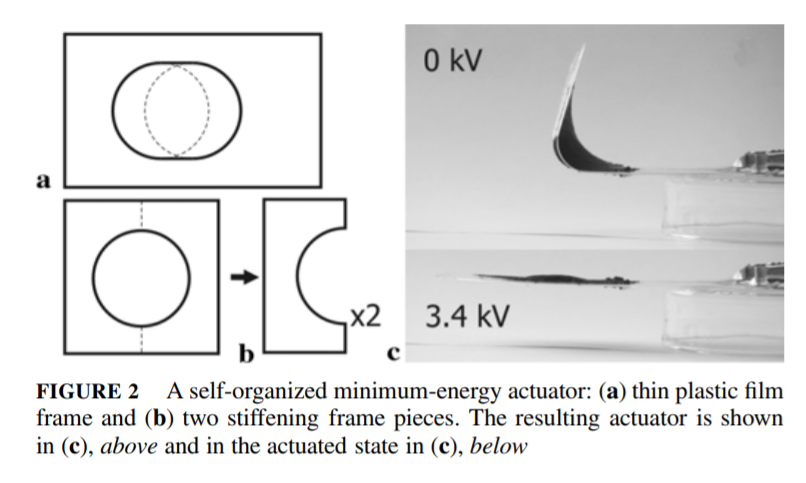 0 kV
a
x2
b
c
3.4 kV
FIGURE 2 A self-organized minimum-energy actuator: (a) thin plastic film
frame and (b) two stiffening frame pieces. The resulting actuator is shown
in (c), above and in the actuated state in (c), below